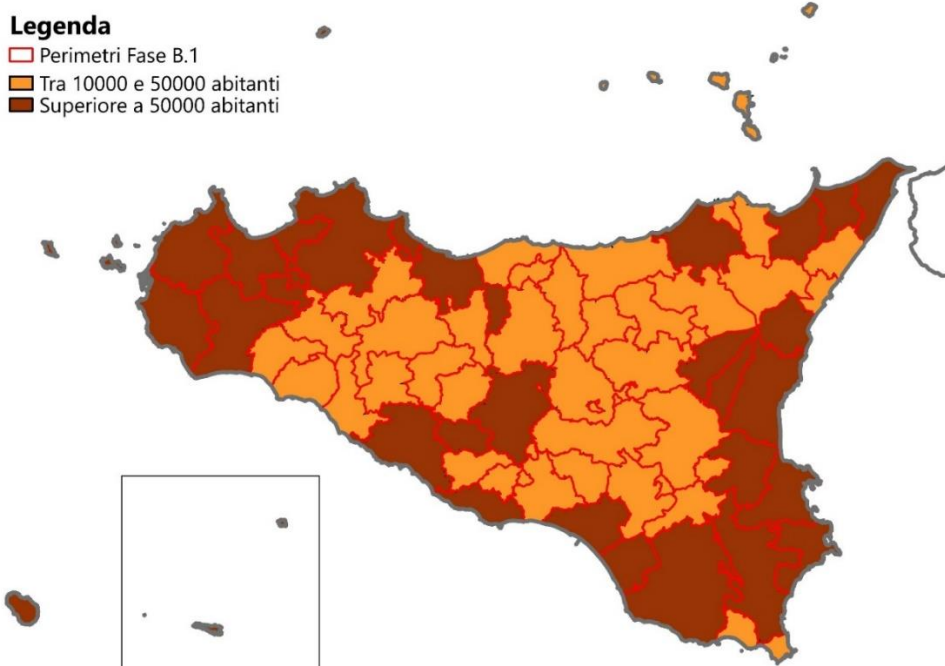 Legenda
Perimetri Fase B.1
Tra 10000 e 50000 abitanti
Superiore a 50000 abitanti